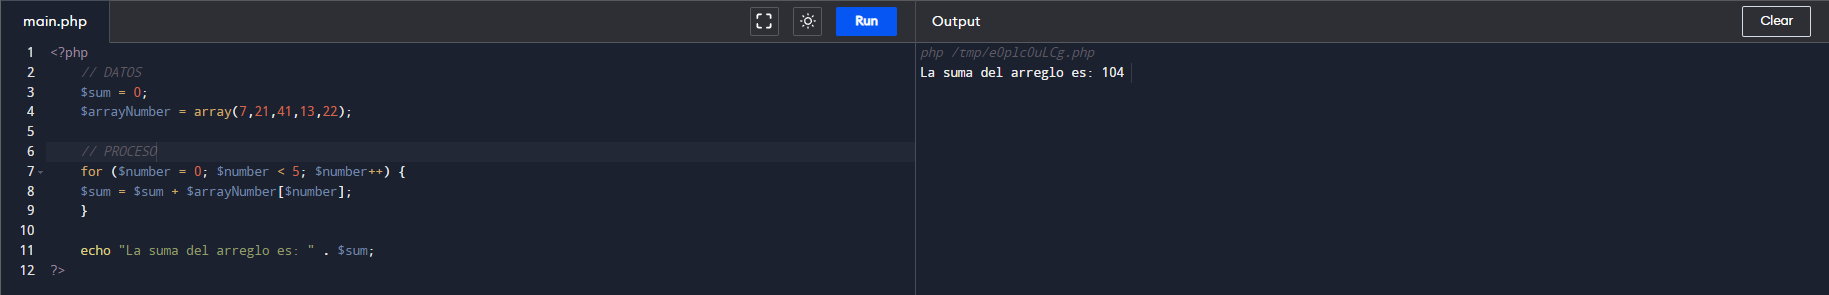 main.php Run Output Clear
1 <?php
2 // DATOS
3 $sum = 0;
4 $arrayNumber = array(7,21,41,13,22);
5
6 // PROCESO
7 for ($number = 0; $number < 5; $number++) {
8 $sum = $sum + $arrayNumber[$number];
9 }
10
11 echo "La suma del arreglo es: " . $sum;
12 ?>
php /tmp/eOplcOuLCg.php
La suma del arreglo es: 104